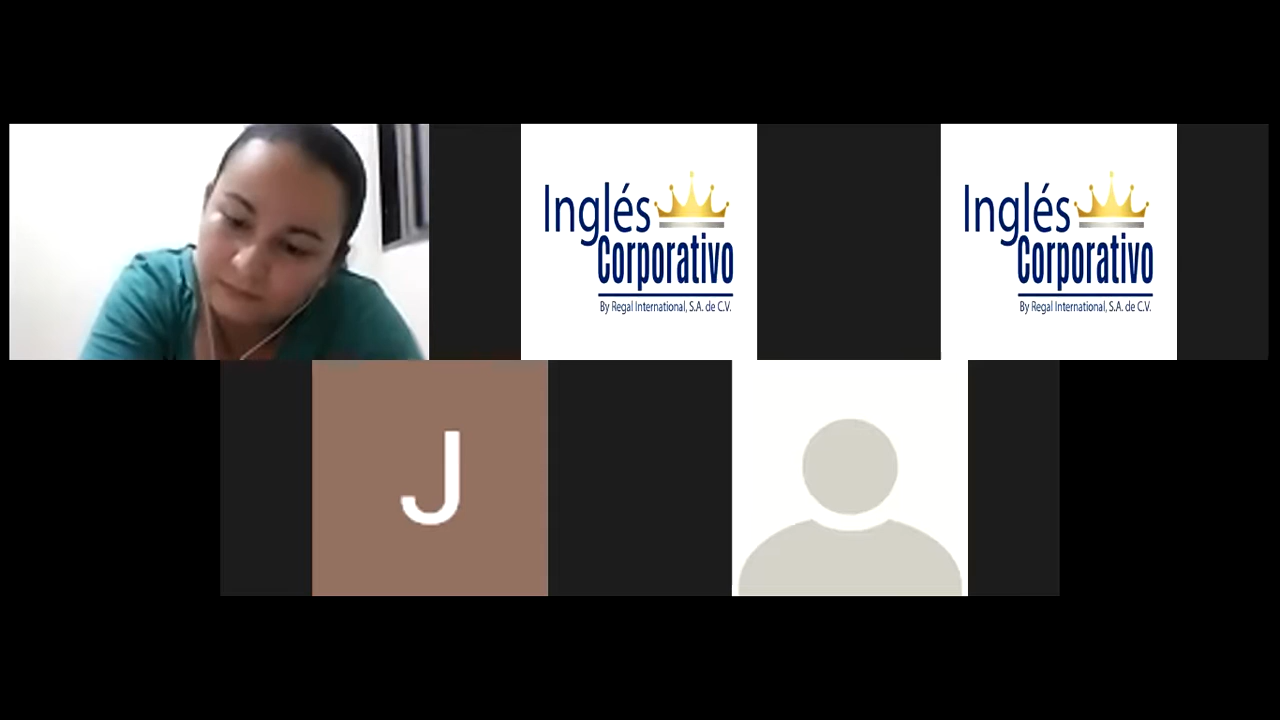 Inglés
Corporativo
By Regal International, S.A. de C.V.
Inglés
Corporativo
By Regal International, S.A. de C.V.
J